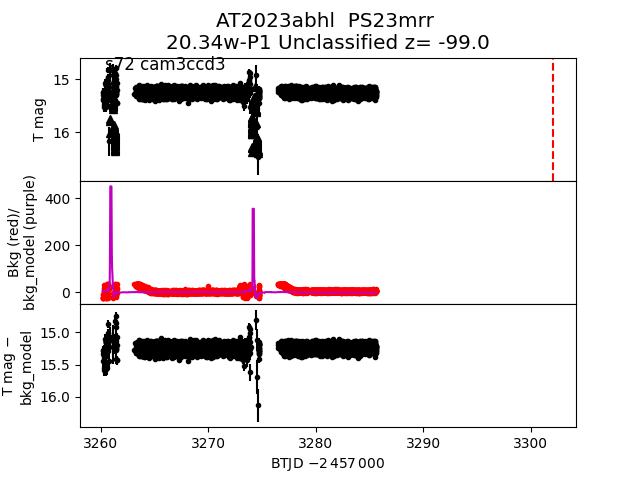 AT2023abhl  PS23mrr
20.34w-P1 Unclassified z= -99.0
s72 cam3ccd3
15
16
T mag
400
200
0
Bkg (red)/
bkg_model (purple)
15.0
15.5
16.0
T mag −
bkg_model
3260
3270
3280
3290
3300
BTJD −2 457 000